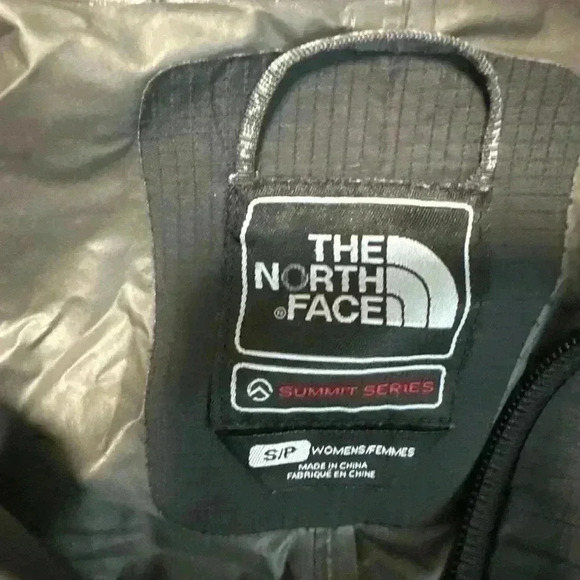 THE
NORTH
® FACE
SUMMIT SERIES
S/P WOMENS/FEMMES
MADE IN CHINA
FABRIQUÉ EN CHINE